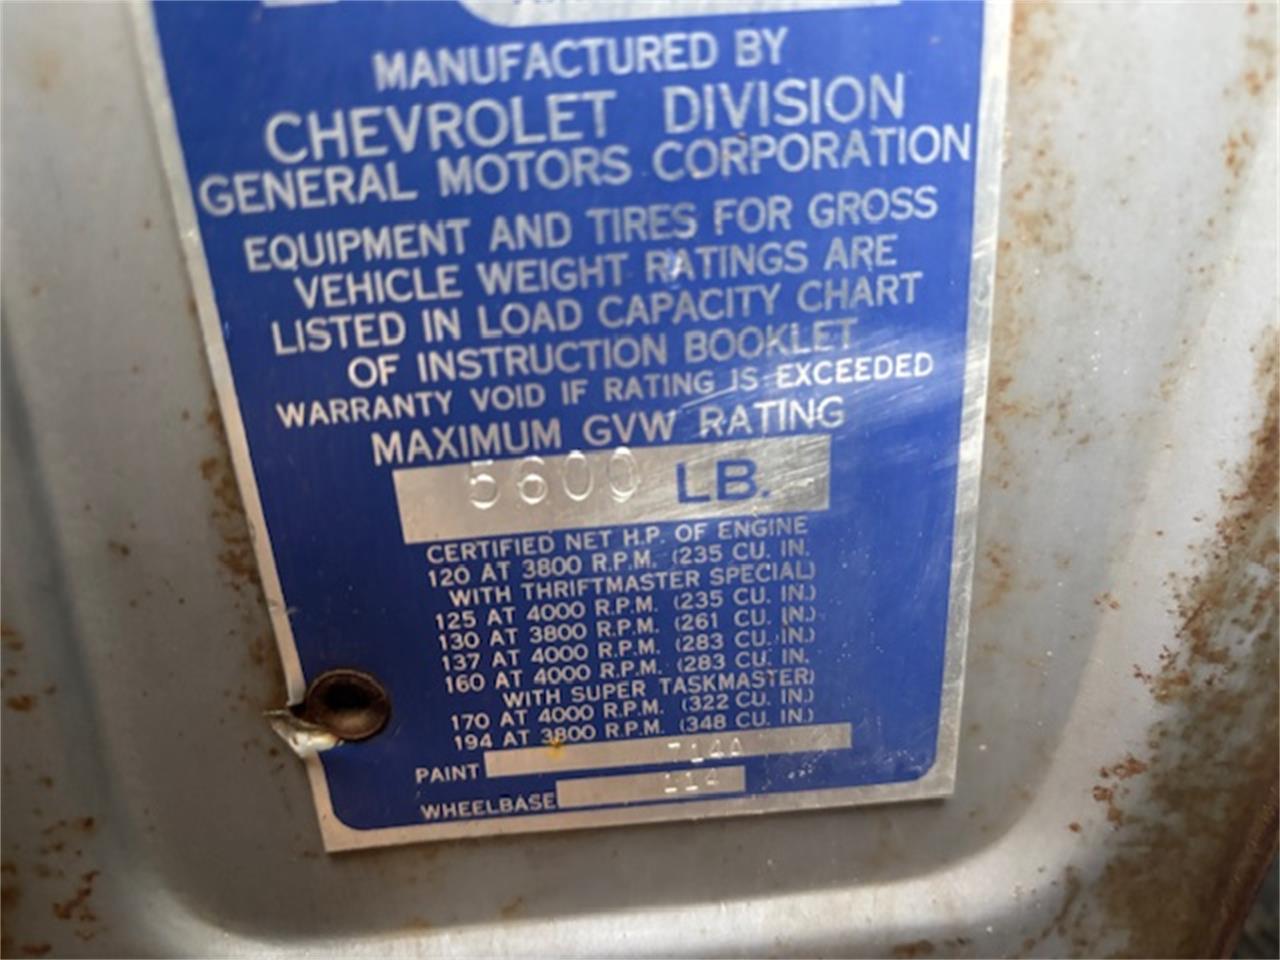 MANUFACTURED BY
CHEVROLET DIVISION
GENERAL MOTORS CORPORATION
EQUIPMENT AND TIRES FOR GROSS
VEHICLE WEIGHT RATINGS ARE
LISTED IN LOAD CAPACITY CHART
OF INSTRUCTION BOOKLET
WARRANTY VOID IF RATING IS EXCEEDED
MAXIMUM GVW RATING
5600 LB.
CERTIFIED NET H.P. OF ENGINE
120 AT 3800 R.P.M. (235 CU. IN.
WITH THRIFTMASTER SPECIAL)
125 AT 4000 R.P.M. (235 CU. IN.)
130 AT 3800 R.P.M. (261 CU. IN.)
137 AT 4000 R.P.M. (283 CU. IN.)
160 AT 4000 R.P.M. (283 CU. IN.
WITH SUPER TASKMASTER)
170 AT 4000 R.P.M. (322 CU. IN.)
194 AT 3800 R.P.M. (348 CU. IN.)
PAINT 714A
WHEELBASE 114